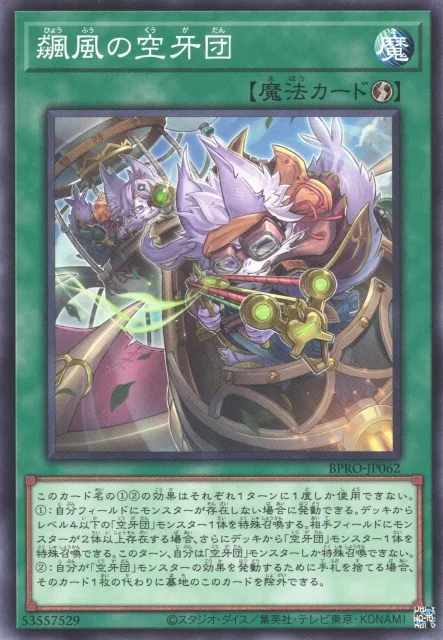 飆風の空牙団
魔
【魔法カード】
BPRO-JP062
このカード名の①②の効果はそれぞれ1ターンに1度しか使用できない。
①:自分フィールドにモンスターが存在しない場合に発動できる。デッキから
レベル4以下の「空牙団」モンスター1体を特殊召喚する。相手フィールドにモン
スターが2体以上存在する場合、さらにデッキから「空牙団」モンスター1体を
特殊召喚できる。このターン、自分は「空牙団」モンスターしか特殊召喚できない。
②:自分が「空牙団」モンスターの効果を発動するために手札を捨てる場合、
その力一ド1枚の代わりに墓地のこのカードを除外できる。
53557529
©スタジオ・ダイス/集英社・テレビ東京・KONAMI